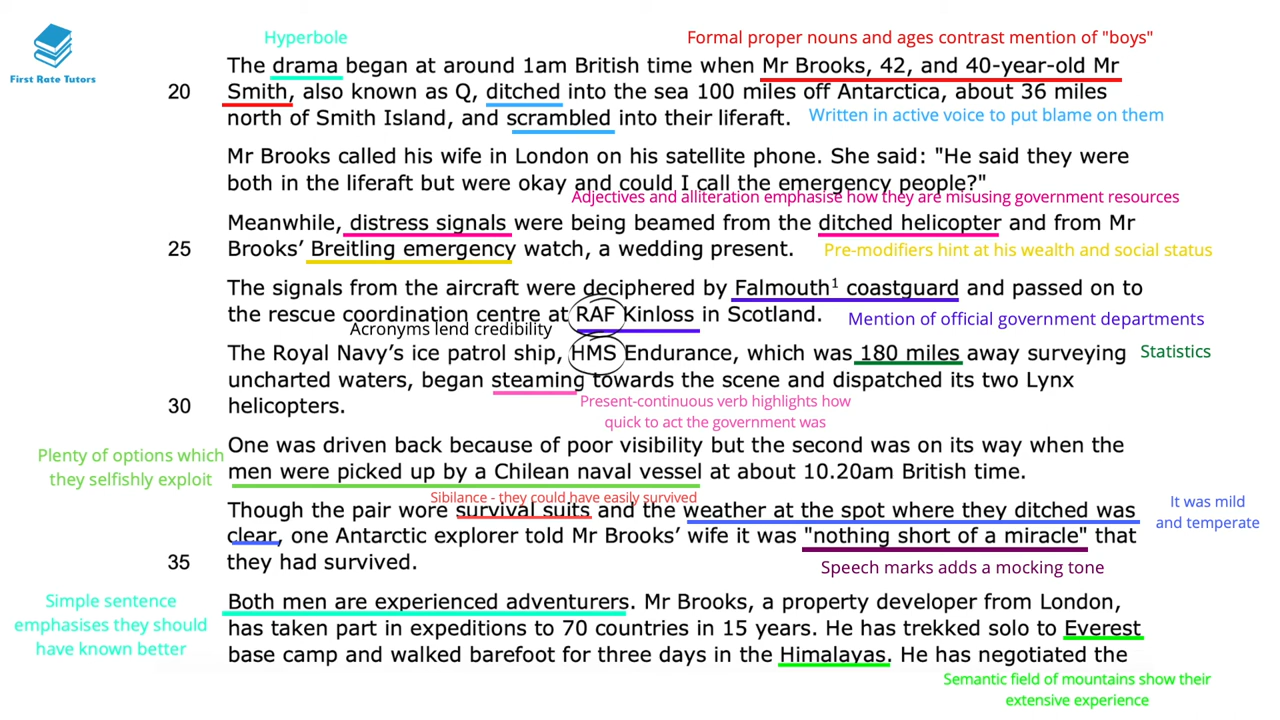 Hyperbole
Formal proper nouns and ages contrast mention of "boys"
First Rate Tutors
The drama began at around 1am British time when Mr Brooks, 42, and 40-year-old Mr
20 Smith, also known as Q, ditched into the sea 100 miles off Antarctica, about 36 miles
north of Smith Island, and scrambled into their liferaft.
Written in active voice to put blame on them
Mr Brooks called his wife in London on his satellite phone. She said: "He said they were
both in the liferaft but were okay and could I call the emergency people?"
Adjectives and alliteration emphasise how they are misusing government resources
Meanwhile, distress signals were being beamed from the ditched helicopter and from Mr
25 Brooks’ Breitling emergency watch, a wedding present.
Pre-modifiers hint at his wealth and social status
The signals from the aircraft were deciphered by Falmouth¹ coastguard and passed on to
the rescue coordination centre at RAF Kinloss in Scotland.
Mention of official government departments
Acronyms lend credibility
The Royal Navy’s ice patrol ship, HMS Endurance, which was 180 miles away surveying
Statistics
uncharted waters, began steaming towards the scene and dispatched its two Lynx
30 helicopters.
Present-continuous verb highlights how
quick to act the government was
One was driven back because of poor visibility but the second was on its way when the
men were picked up by a Chilean naval vessel at about 10.20am British time.
Plenty of options which
they selfishly exploit
Sibilance - they could have easily survived
Though the pair wore survival suits and the weather at the spot where they ditched was
It was mild
and temperate
clear, one Antarctic explorer told Mr Brooks’ wife it was "nothing short of a miracle" that
35 they had survived.
Speech marks adds a mocking tone
Simple sentence
emphasises they should
have known better
Both men are experienced adventurers. Mr Brooks, a property developer from London,
has taken part in expeditions to 70 countries in 15 years. He has trekked solo to Everest
base camp and walked barefoot for three days in the Himalayas. He has negotiated the
Semantic field of mountains show their
extensive experience